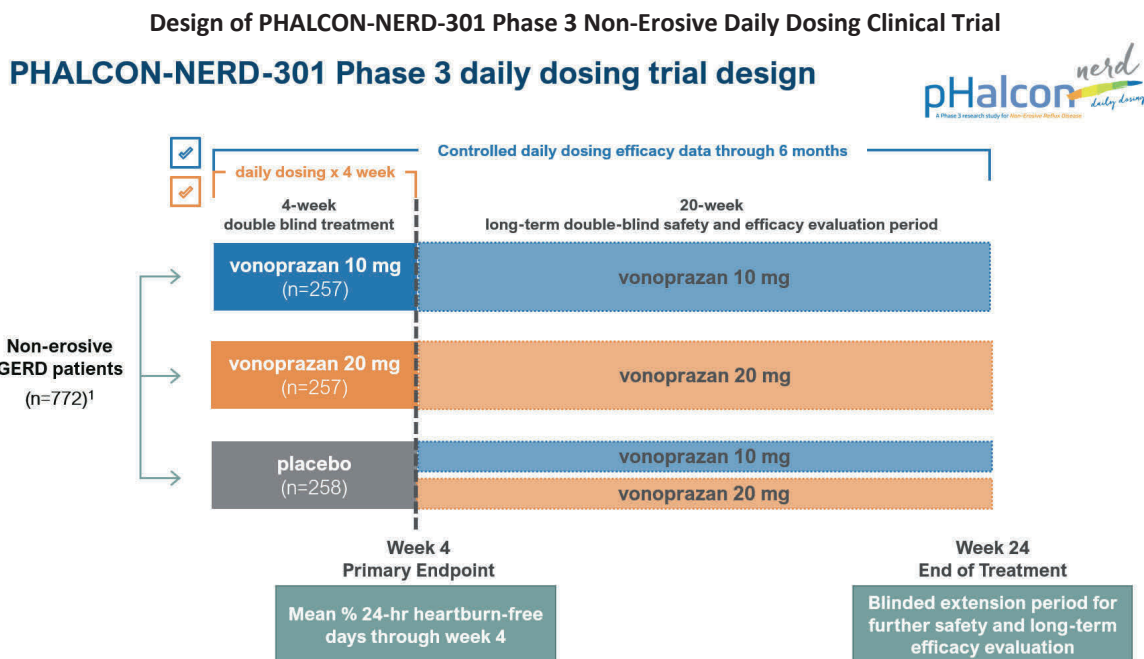 Design of PHALCON-NERD-301 Phase 3 Non-Erosive Daily Dosing Clinical Trial
PHALCON-NERD-301 Phase 3 daily dosing trial design
nerd
pHalcon
daily dosing
A Phase 3 research study for Non-Erosive Reflux Disease
Controlled daily dosing efficacy data through 6 months
daily dosing x 4 week
4-week
double blind treatment
20-week
long-term double-blind safety and efficacy evaluation period
vonoprazan 10 mg
(n=257)
vonoprazan 10 mg
Non-erosive
GERD patients
(n=772)¹
vonoprazan 20 mg
(n=257)
vonoprazan 20 mg
placebo
(n=258)
vonoprazan 10 mg
vonoprazan 20 mg
Week 4
Primary Endpoint
Week 24
End of Treatment
Mean % 24-hr heartburn-free
days through week 4
Blinded extension period for
further safety and long-term
efficacy evaluation